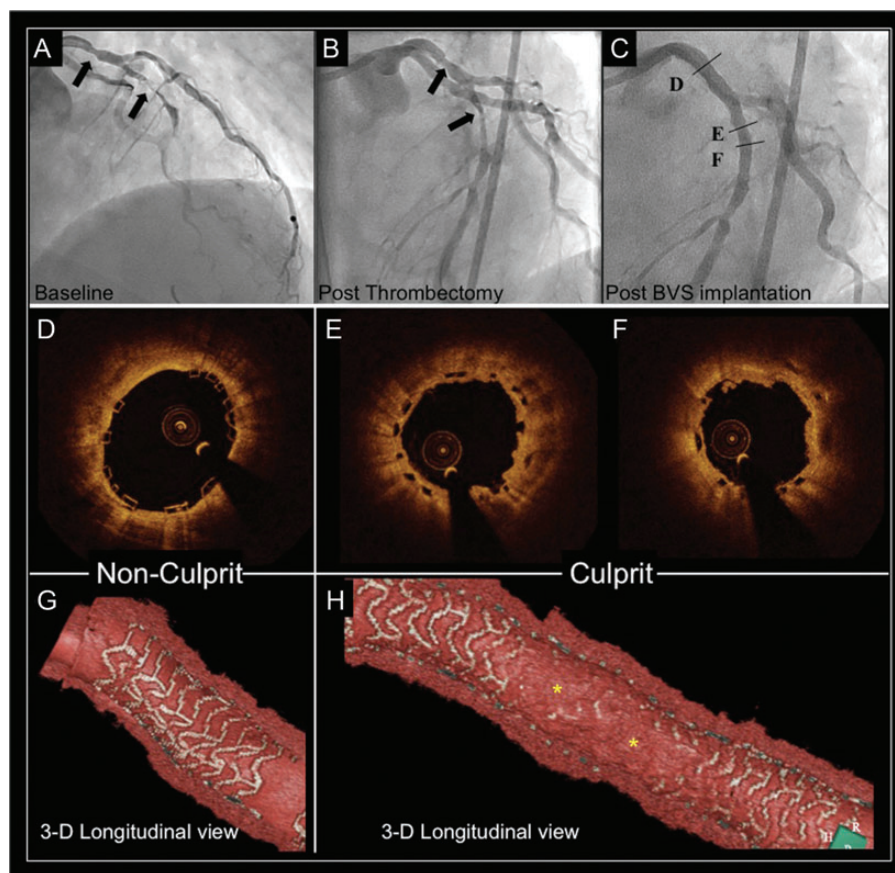 A
B
C
D
E
F
Baseline
Post Thrombectomy
Post BVS implantation
D
E
F
Non-Culprit
Culprit
G
H
3-D Longitudinal view
3-D Longitudinal view
H
R